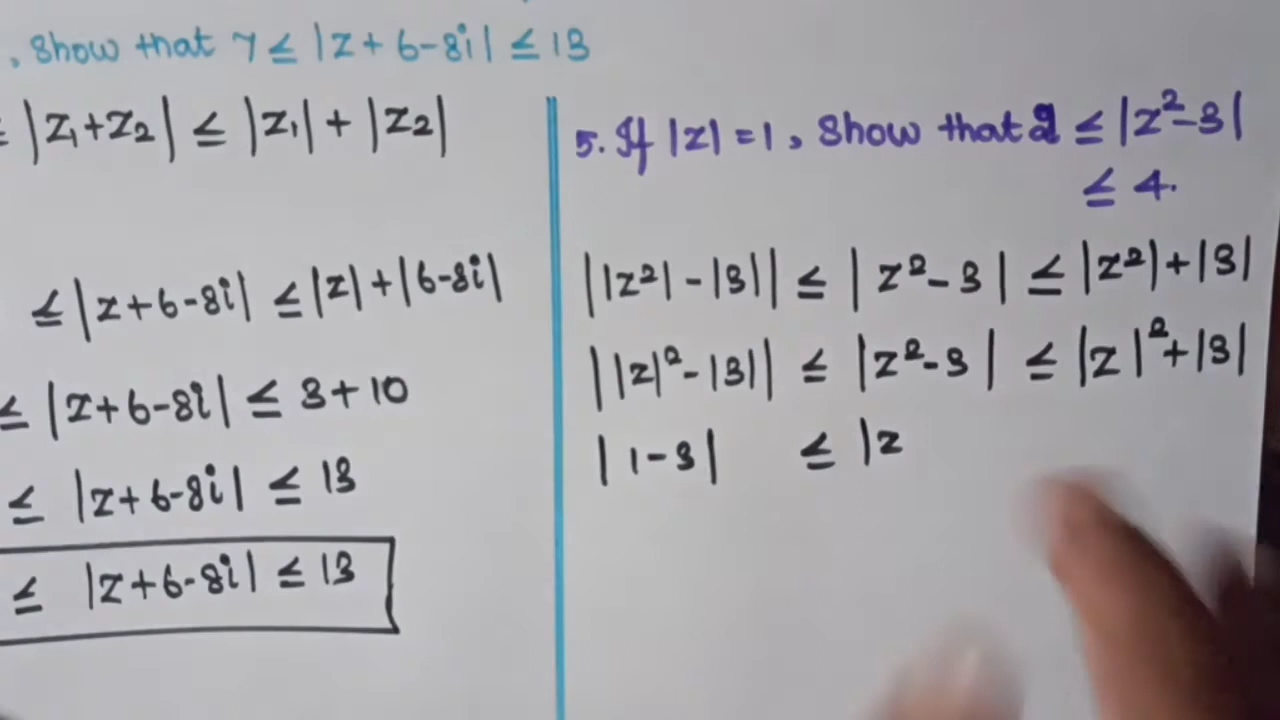 , Show that 7 ≤ |z + 6-8i| ≤ 13
≤ |z₁+z₂| ≤ |z₁| + |z₂|
≤ |z+6-8i| ≤ |z|+|6-8i|
≤ |z+6-8i| ≤ 3+10
≤ |z+6-8i| ≤ 13
≤ |z+6-8i| ≤ 13
5. If |z| = 1, Show that 2 ≤ |z²-3|
≤ 4.
||z²| - |3|| ≤ | z² - 3 | ≤ |z²|+|3|
||z|² - |3|| ≤ |z²-3| ≤ |z|²+|3|
| 1-3| ≤ |z